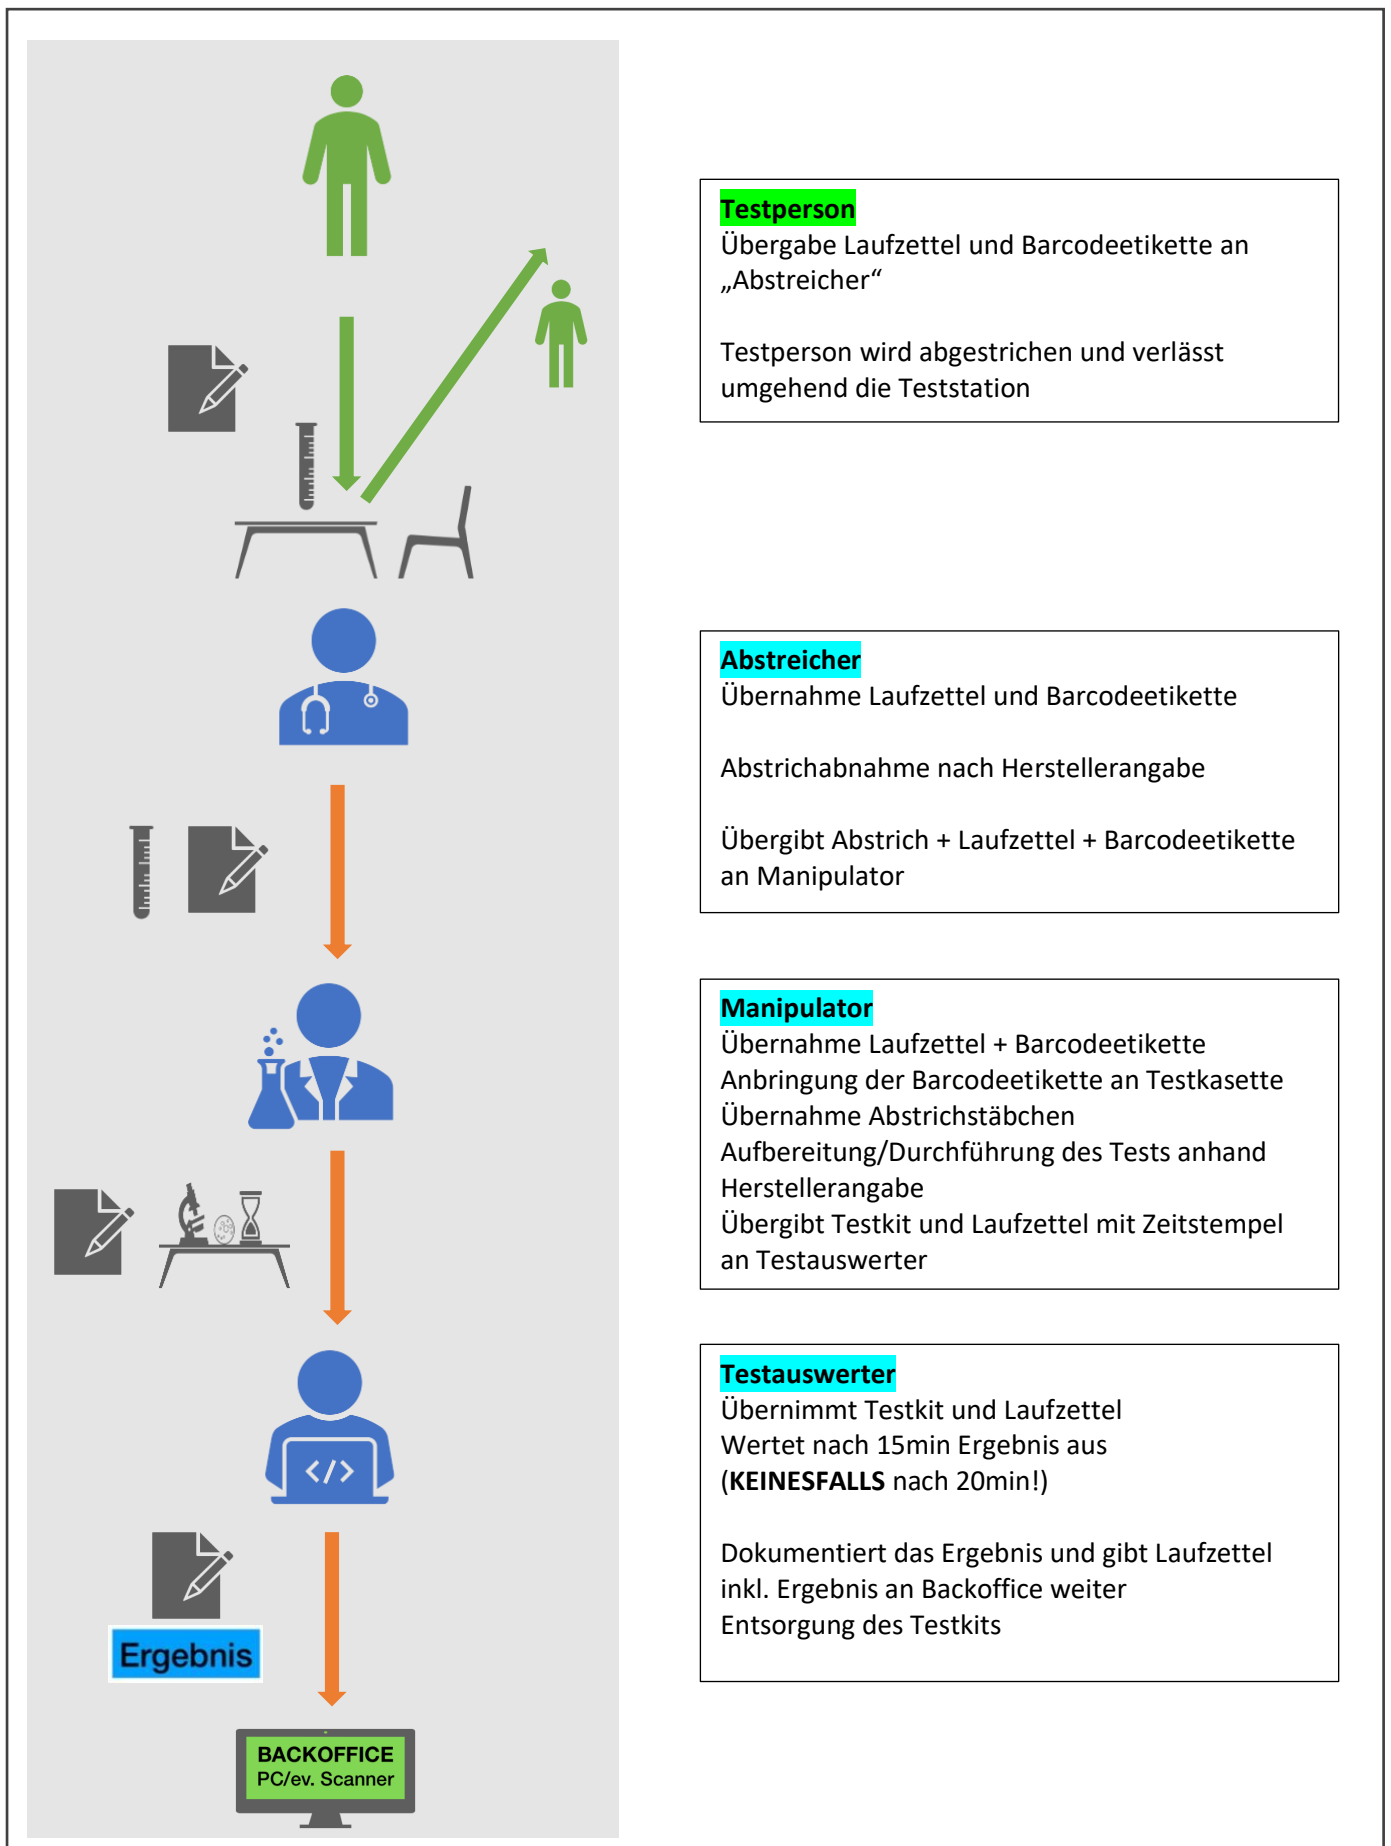 Testperson
Übergabe Laufzettel und Barcodeetikette an
„Abstreicher“
Testperson wird abgestrichen und verlässt
umgehend die Teststation
Abstreicher
Übernahme Laufzettel und Barcodeetikette
Abstrichabnahme nach Herstellerangabe
Übergibt Abstrich + Laufzettel + Barcodeetikette
an Manipulator
Manipulator
Übernahme Laufzettel + Barcodeetikette
Anbringung der Barcodeetikette an Testkasette
Übernahme Abstrichstäbchen
Aufbereitung/Durchführung des Tests anhand
Herstellerangabe
Übergibt Testkit und Laufzettel mit Zeitstempel
an Testauswerter
</>
Testauswerter
Übernimmt Testkit und Laufzettel
Wertet nach 15min Ergebnis aus
(KEINESFALLS nach 20min!)
Dokumentiert das Ergebnis und gibt Laufzettel
inkl. Ergebnis an Backoffice weiter
Entsorgung des Testkits
Ergebnis
BACKOFFICE
PC/ev. Scanner